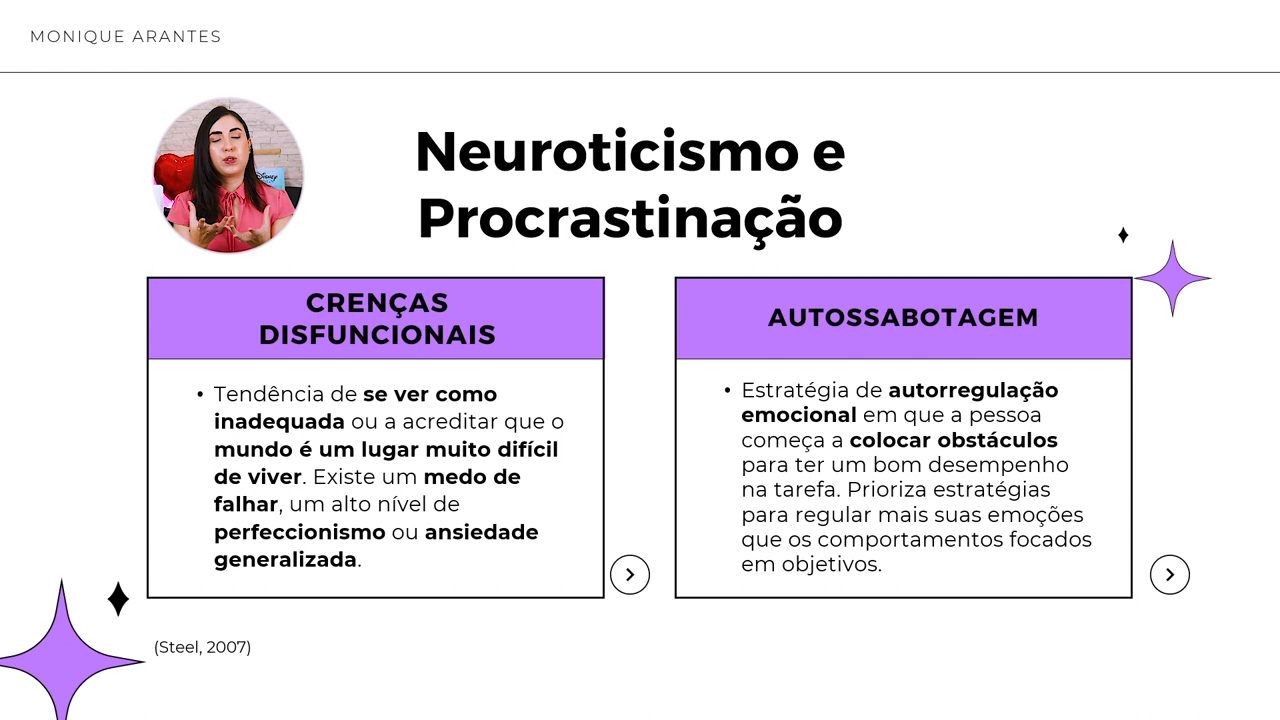 MONIQUE ARANTES
Neuroticismo e
Procrastinação
CRENÇAS
DISFUNCIONAIS
• Tendência de se ver como
inadequada ou a acreditar que o
mundo é um lugar muito difícil
de viver. Existe um medo de
falhar, um alto nível de
perfeccionismo ou ansiedade
generalizada.
AUTOSSABOTAGEM
• Estratégia de autorregulação
emocional em que a pessoa
começa a colocar obstáculos
para ter um bom desempenho
na tarefa. Prioriza estratégias
para regular mais suas emoções
que os comportamentos focados
em objetivos.
(Steel, 2007)
Disney